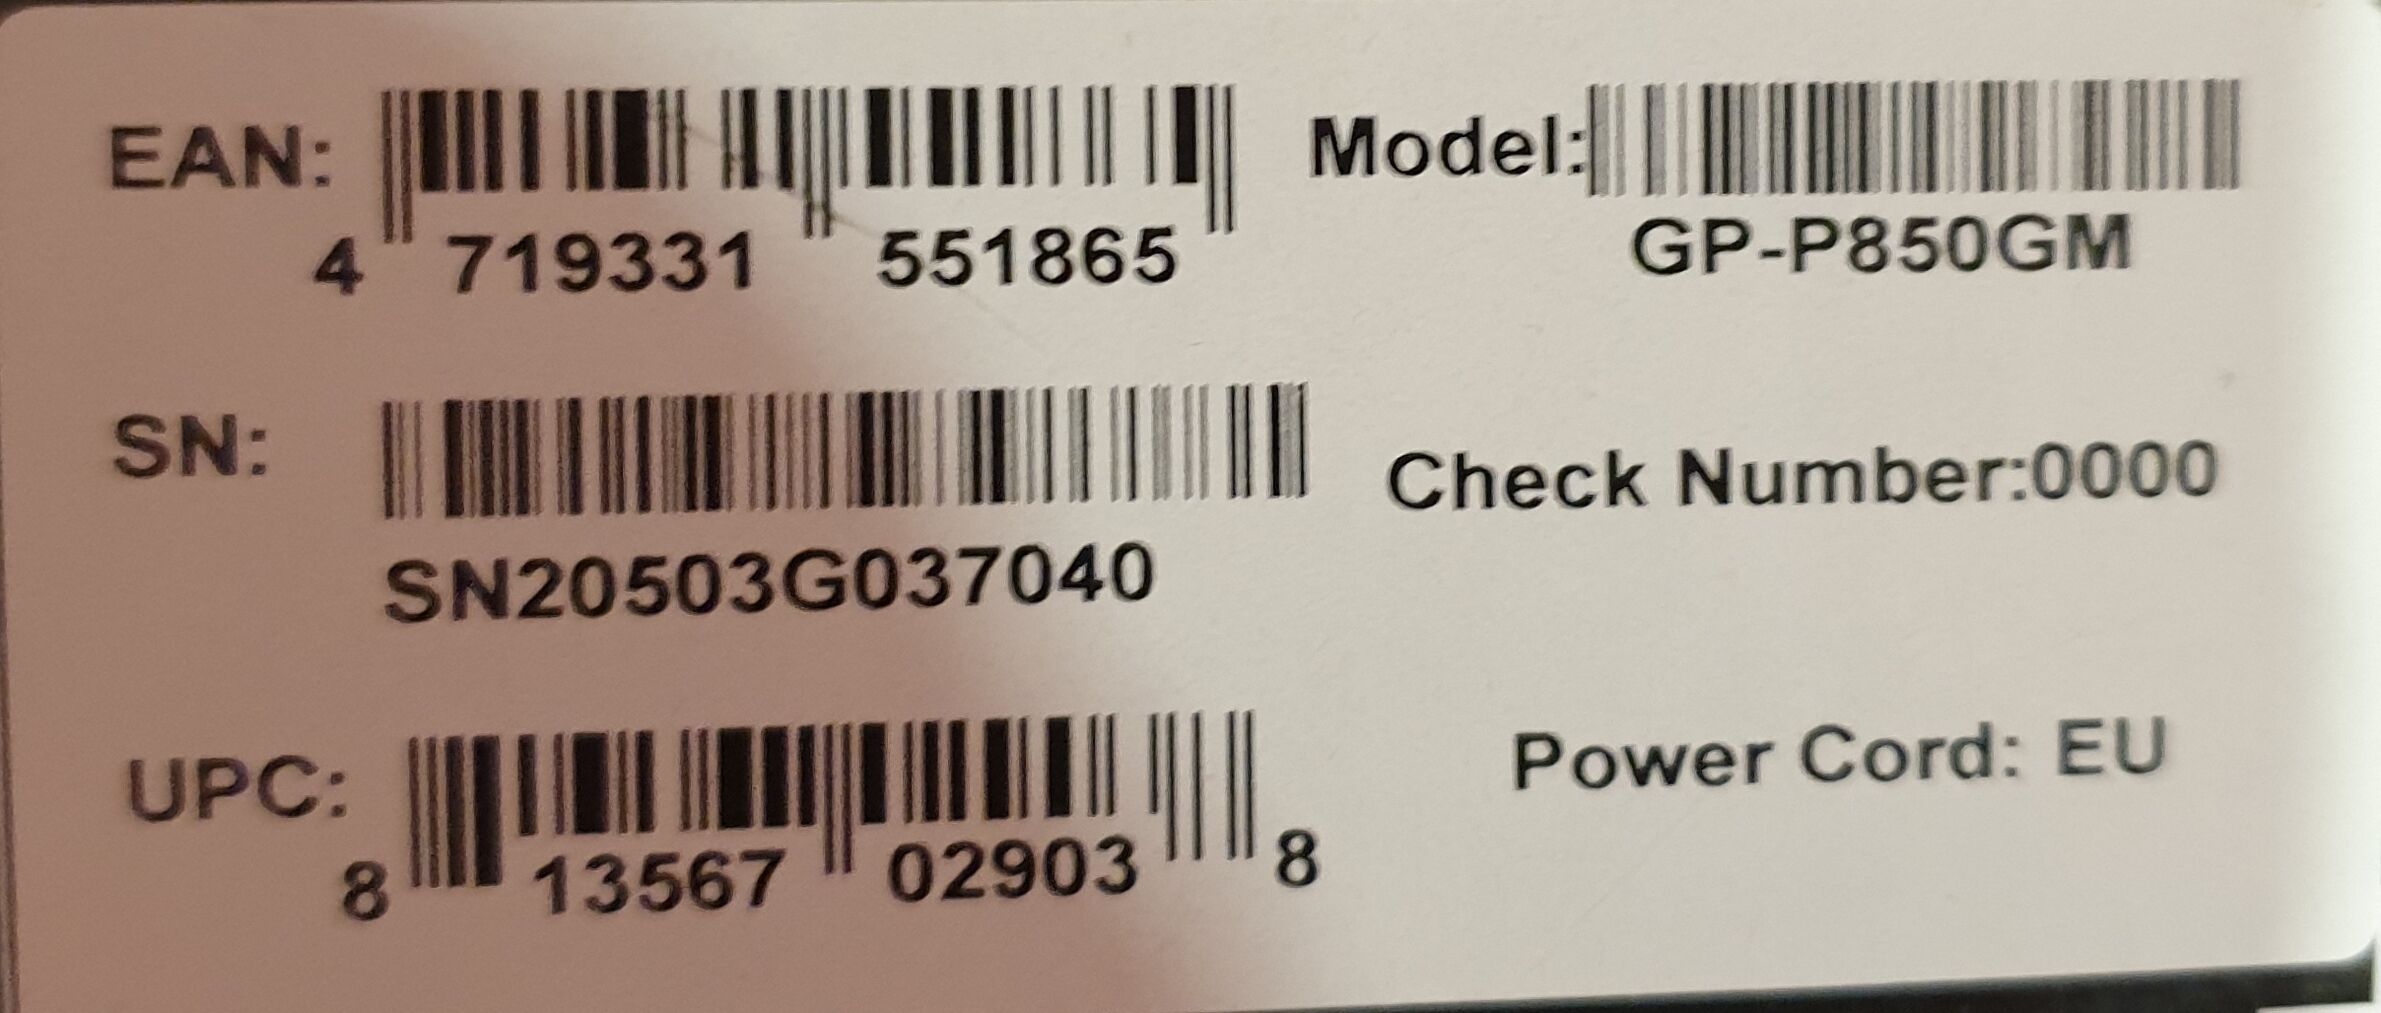 EAN:
4 719331 551865
Model:
GP-P850GM
SN:
SN20503G037040
Check Number:0000
UPC:
8 13567 02903 8
Power Cord: EU